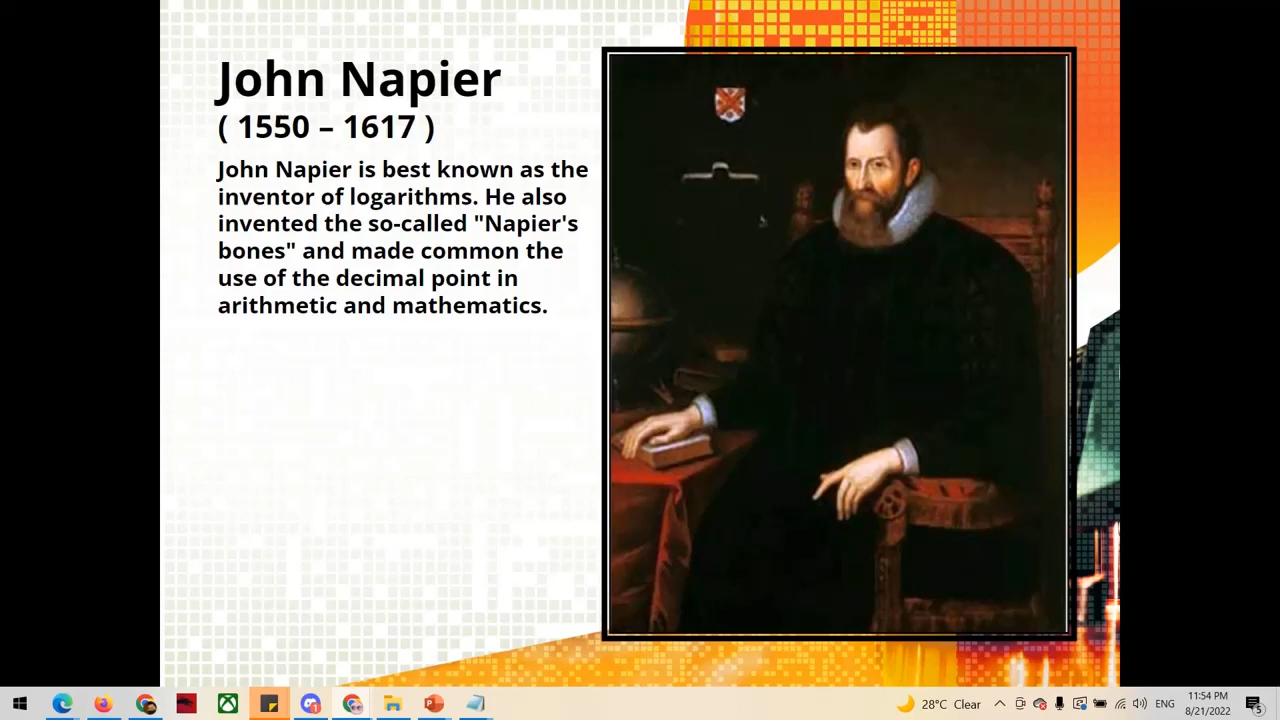 John Napier
( 1550 – 1617 )
John Napier is best known as the
inventor of logarithms. He also
invented the so-called "Napier's
bones" and made common the
use of the decimal point in
arithmetic and mathematics.
28°C Clear
ENG
11:54 PM
8/21/2022
5
1